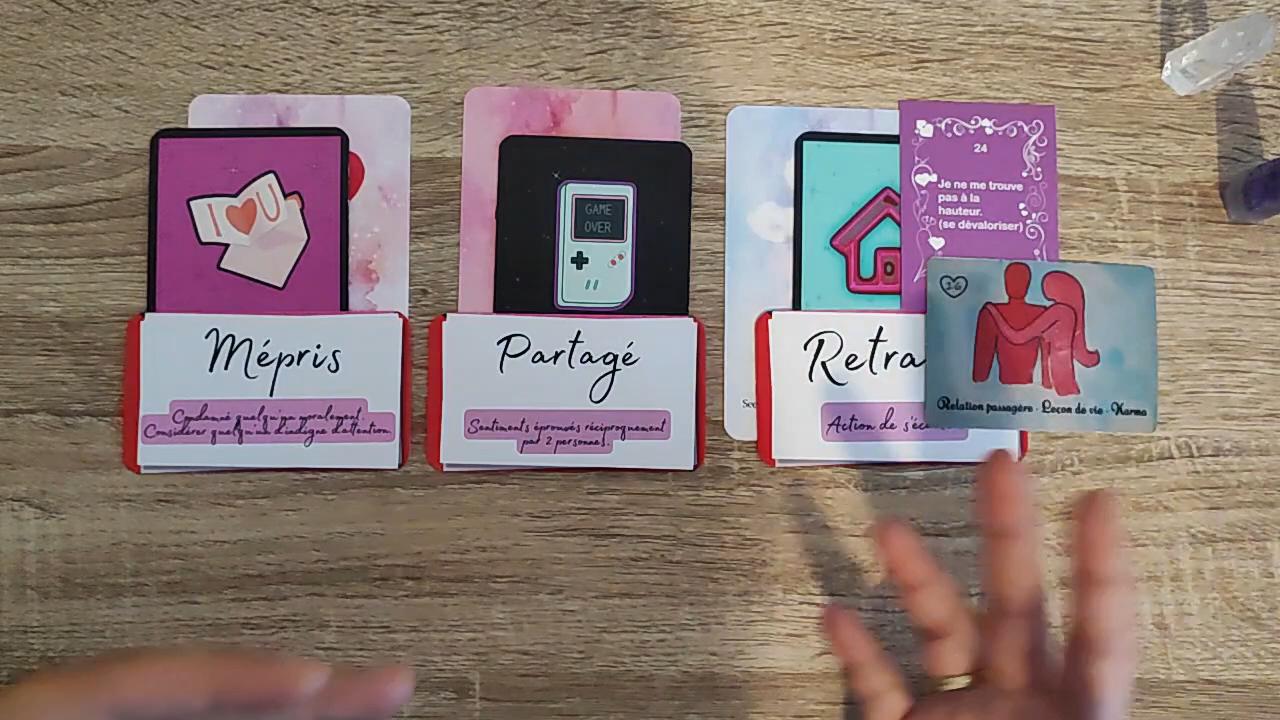 I U
Mépris
Condamné quelqu'un moralement.
Considérer quelqu'un d'indigne d'attention.
GAME
OVER
Partagé
Sentiments éprouvés réciproquement
par 2 personnes.
24
Je ne me trouve
pas à la
hauteur.
(se dévaloriser)
Retra
Action de
16
Relation passagère · Leçon de vie · Karma